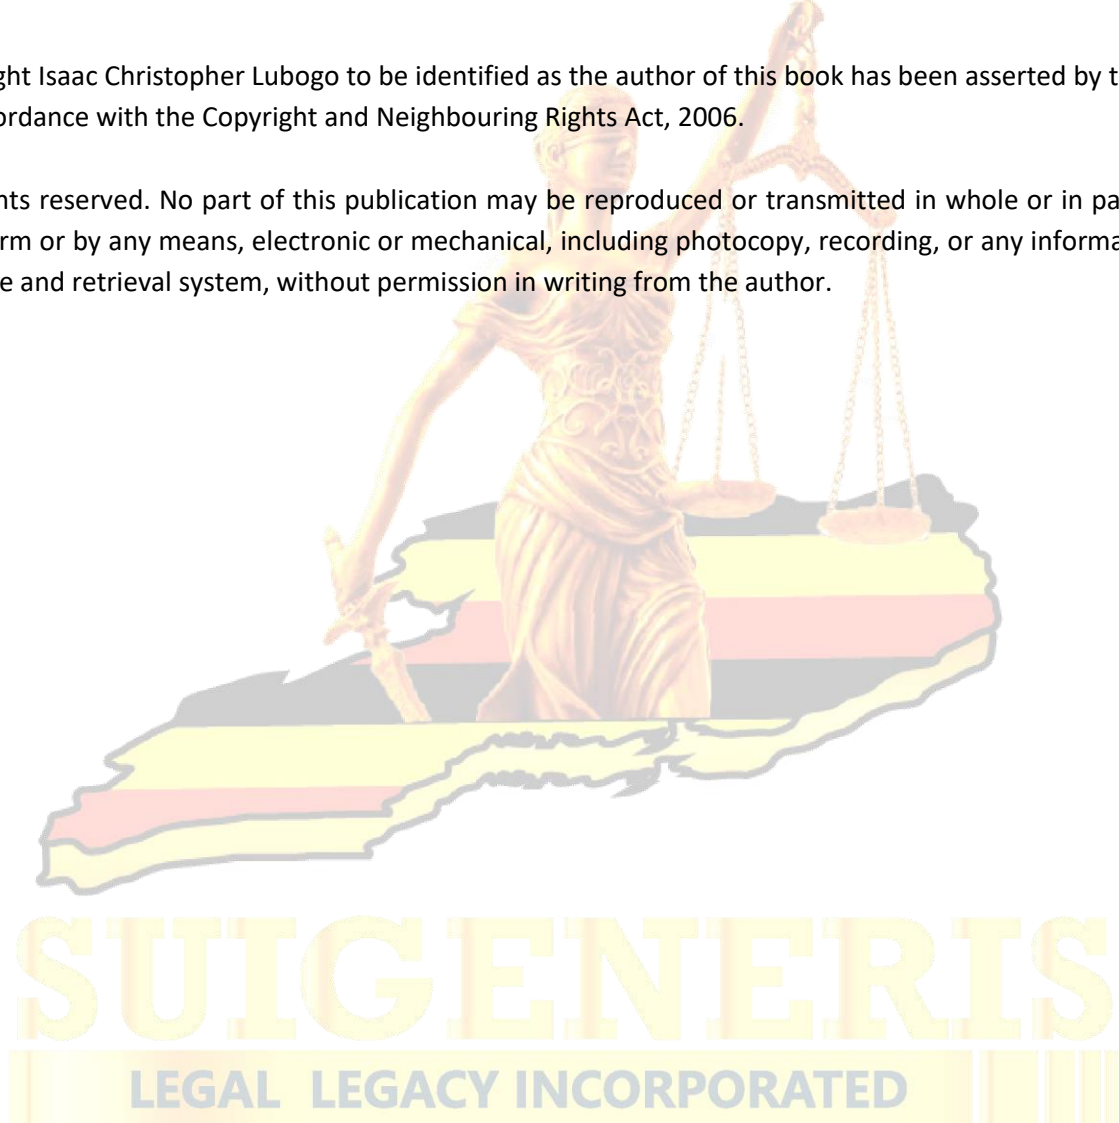 ght Isaac Christopher Lubogo to be identified as the author of this book has been asserted by t
ordance with the Copyright and Neighbouring Rights Act, 2006.
nts reserved. No part of this publication may be reproduced or transmitted in whole or in pa
rm or by any means, electronic or mechanical, including photocopy, recording, or any informa
e and retrieval system, without permission in writing from the author.
SUIGENERIS
LEGAL LEGACY INCORPORATED